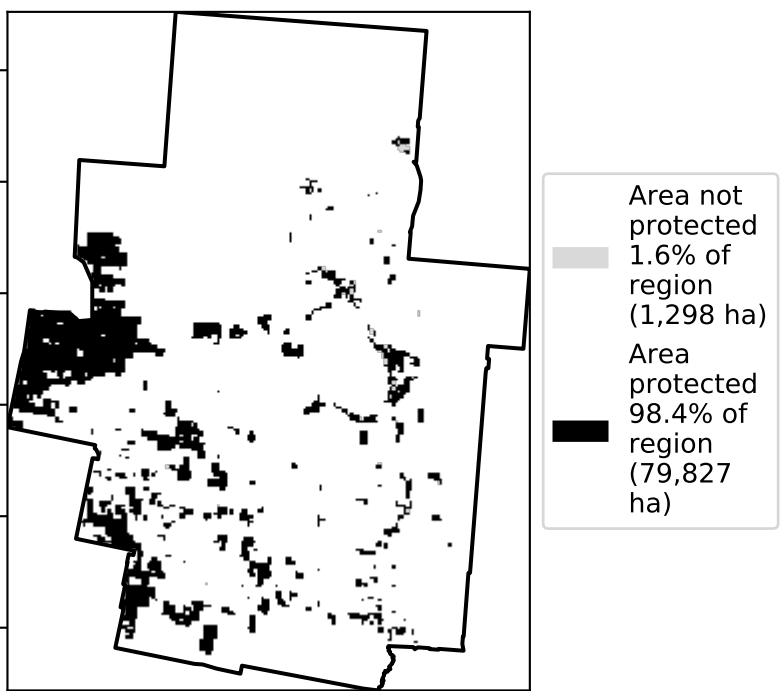 Area not
protected
1.6% of
region
(1,298 ha)
Area
protected
98.4% of
region
(79,827
ha)